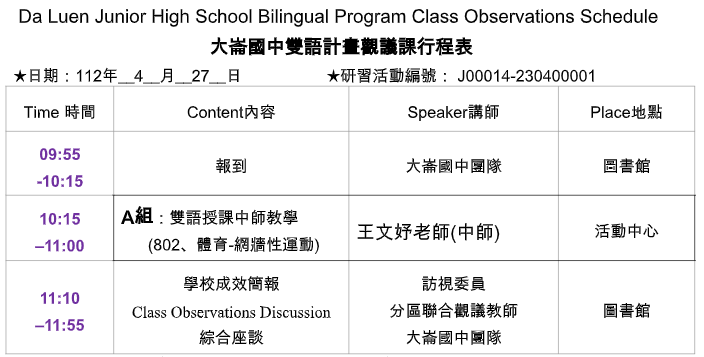 Da Luen Junior High School Bilingual Program Class Observations Schedule
大崙國中雙語計畫觀議課行程表
★日期：112年__4__月__27__日 ★研習活動編號： J00014-230400001
Time 時間 Content內容 Speaker講師 Place地點
09:55
-10:15
報到
大崙國中團隊
圖書館
10:15
–11:00
A組：雙語授課中師教學
(802、體育-網牆性運動)
王文妤老師(中師)
活動中心
11:10
–11:55
學校成效簡報
Class Observations Discussion
綜合座談
訪視委員
分區聯合觀議教師
大崙國中團隊
圖書館